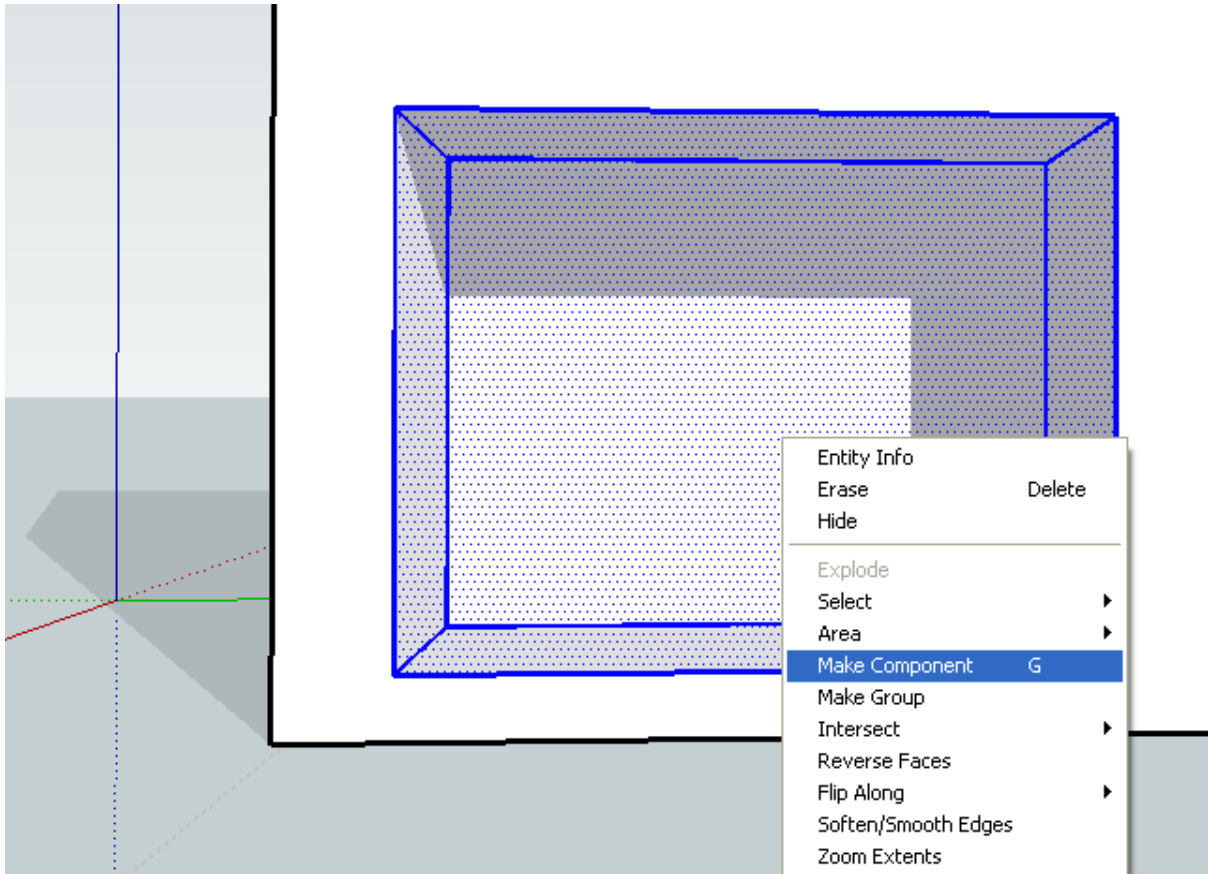 Entity Info
Erase Delete
Hide
Explode
Select
Area
Make Component G
Make Group
Intersect
Reverse Faces
Flip Along
Soften/Smooth Edges
Zoom Extents